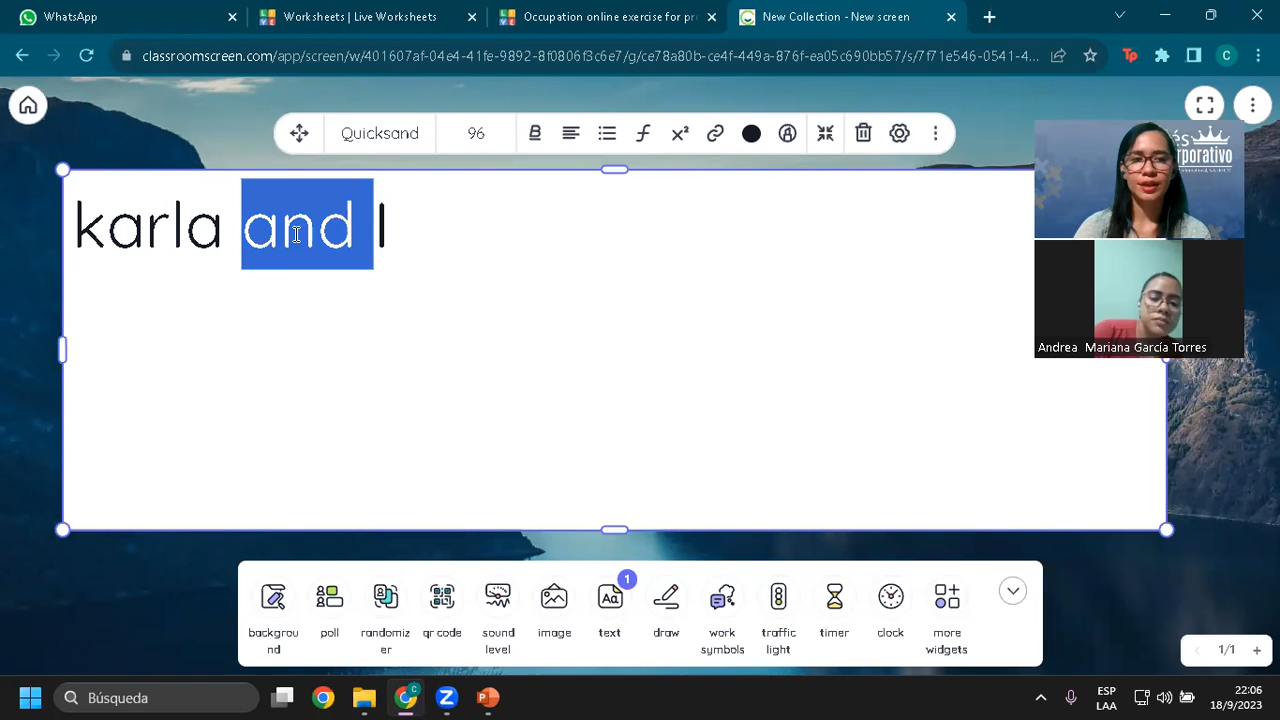 WhatsApp
Worksheets | Live Worksheets
Occupation online exercise for pr
New Collection - New screen
classroomscreen.com/app/screen/w/401607af-04e4-41fe-9892-8f0806f3c6e7/g/ce78a80b-ce4f-449a-876f-ea05c690bb57/s/7f71e546-0541-4...
Tp
C
Quicksand
96
B
és
rporativo
karla and I
Andrea Mariana García Torres
1
backgrou
nd
poll
randomiz
er
qr code
sound
level
image
text
draw
work
symbols
traffic
light
timer
clock
more
widgets
1/1
Búsqueda
ESP
LAA
22:06
18/9/2023